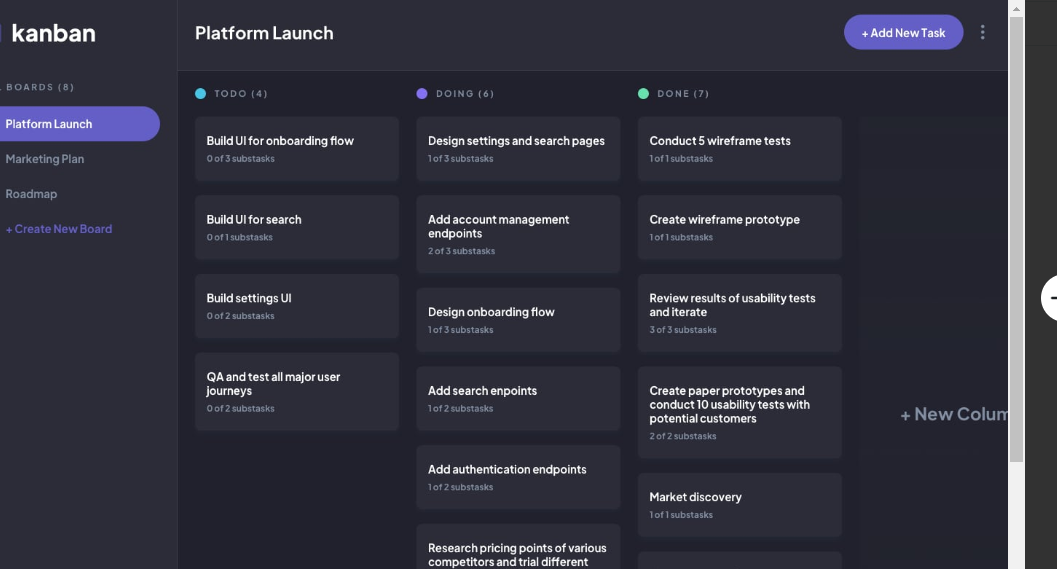 kanban
Platform Launch
+ Add New Task
BOARDS (8)
Platform Launch
Marketing Plan
Roadmap
+ Create New Board
TODO (4)
Build UI for onboarding flow
0 of 3 substasks
Build UI for search
0 of 1 substasks
Build settings UI
0 of 2 substasks
QA and test all major user
journeys
0 of 2 substasks
DOING (6)
Design settings and search pages
1 of 3 substasks
Add account management
endpoints
2 of 3 substasks
Design onboarding flow
1 of 3 substasks
Add search enpoints
1 of 2 substasks
Add authentication endpoints
1 of 2 substasks
Research pricing points of various
competitors and trial different
DONE (7)
Conduct 5 wireframe tests
1 of 1 substasks
Create wireframe prototype
1 of 1 substasks
Review results of usability tests
and iterate
3 of 3 substasks
Create paper prototypes and
conduct 10 usability tests with
potential customers
2 of 2 substasks
Market discovery
1 of 1 substasks
+ New Colum